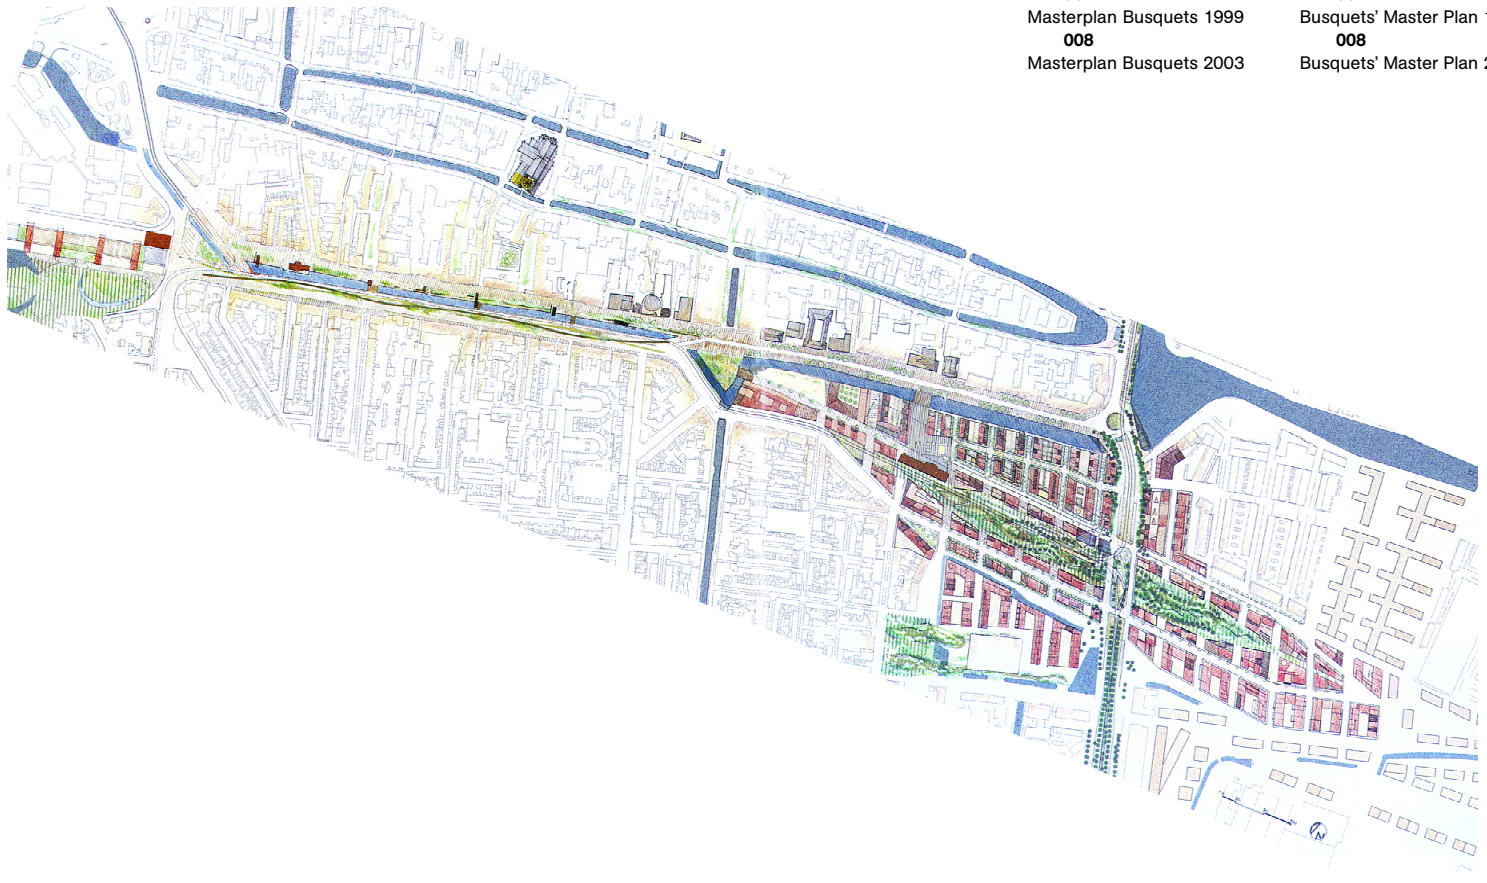 Masterplan Busquets 1999
008
Masterplan Busquets 2003
Busquets’ Master Plan
008
Busquets’ Master Plan
N